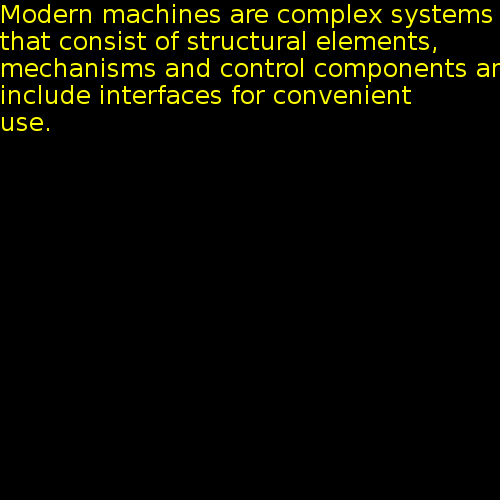 Modern machines are complex systems
that consist of structural elements,
mechanisms and control components
include interfaces for convenient
use.